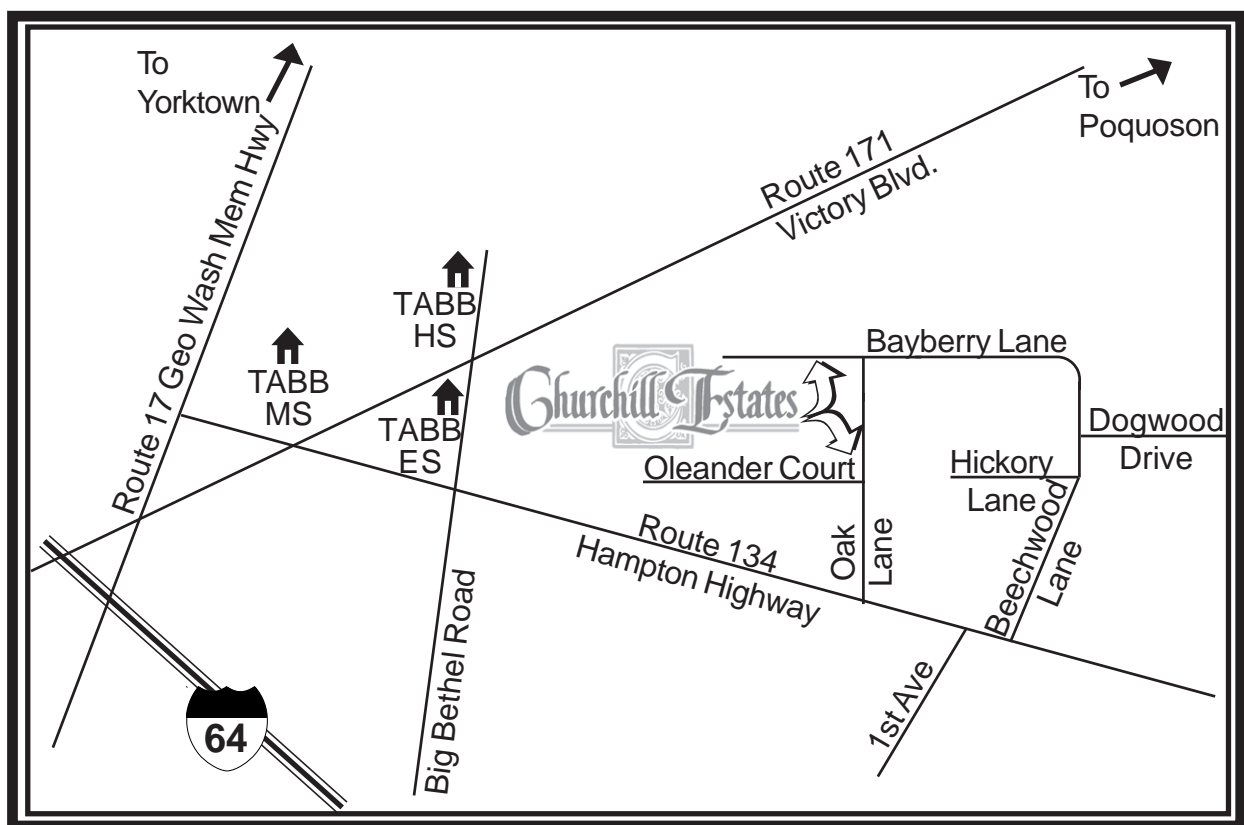 To
Yorktown
Route 17 Geo Wash Mem Hwy
Route 171
Victory Blvd.
To
Poquoson
TABB
HS
TABB
MS
TABB
ES
Churchill Estates
Bayberry Lane
Dogwood
Drive
Oleander Court
Hickory
Lane
Oak
Lane
Beechwood
Lane
Route 134
Hampton Highway
Big Bethel Road
1st Ave
64